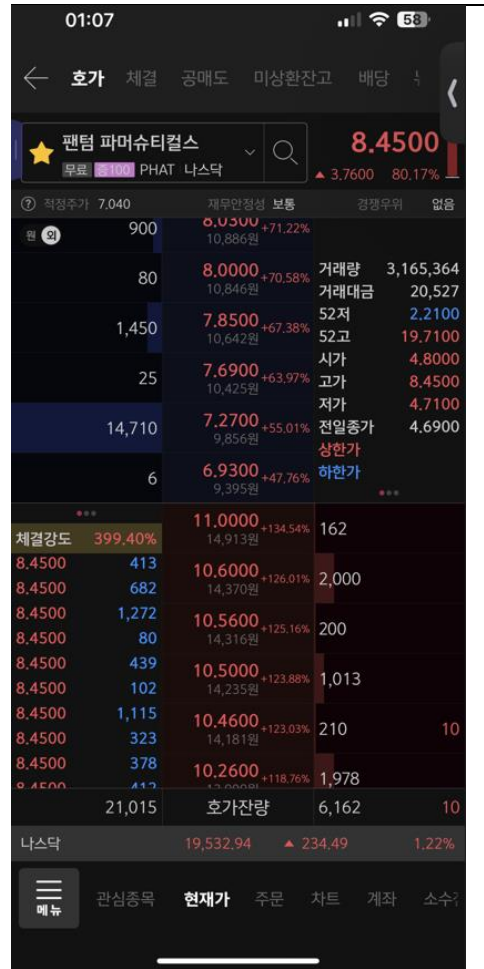 01:07 58
호가 체결 공매도 미상환잔고 배당
팬텀 파머슈티컬스
무료 증100 PHAT 나스닥
8.4500
▲ 3.7600 80.17%
? 적정주가 7.040 재무안정성 보통 경쟁우위 없음
원 외
900 8.0300 +71.22%
10,886원
80 8.0000 +70.58%
10,846원
1,450 7.8500 +67.38%
10,642원
25 7.6900 +63.97%
10,425원
14,710 7.2700 +55.01%
9,856원
6 6.9300 +47.76%
9,395원
거래량 3,165,364
거래대금 20,527
52저 2.2100
52고 19.7100
시가 4.8000
고가 8.4500
저가 4.7100
전일종가 4.6900
상한가
하한가
체결강도 399.40%
8.4500 413
8.4500 682
8.4500 1,272
8.4500 80
8.4500 439
8.4500 102
8.4500 1,115
8.4500 323
8.4500 378
8.4500 412
11.0000 +134.54% 162
14,913원
10.6000 +126.01% 2,000
14,370원
10.5600 +125.16% 200
14,316원
10.5000 +123.88% 1,013
14,235원
10.4600 +123.03% 210 10
14,181원
10.2600 +118.76% 1,978
21,015 호가잔량 6,162 10
나스닥 19,532.94 ▲ 234.49 1.22%
메뉴 관심종목 현재가 주문 차트 계좌